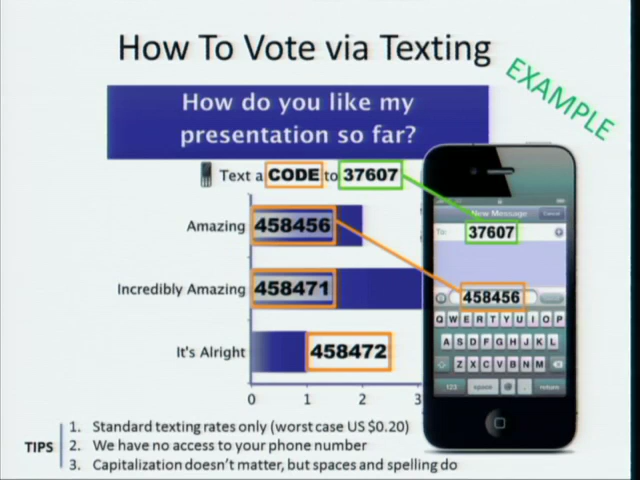 How To Vote via Texting
EXAMPLE
How do you like my
presentation so far?
Text a CODE to 37607
New Message
Cancel
To: 37607
Amazing 458456
Incredibly Amazing 458471
458456
It's Alright 458472
Q W E R T Y U I O P
A S D F G H J K L
Z X C V B N M
123 space @ . return
0 1 2 3
TIPS
1. Standard texting rates only (worst case US $0.20)
2. We have no access to your phone number
3. Capitalization doesn't matter, but spaces and spelling do